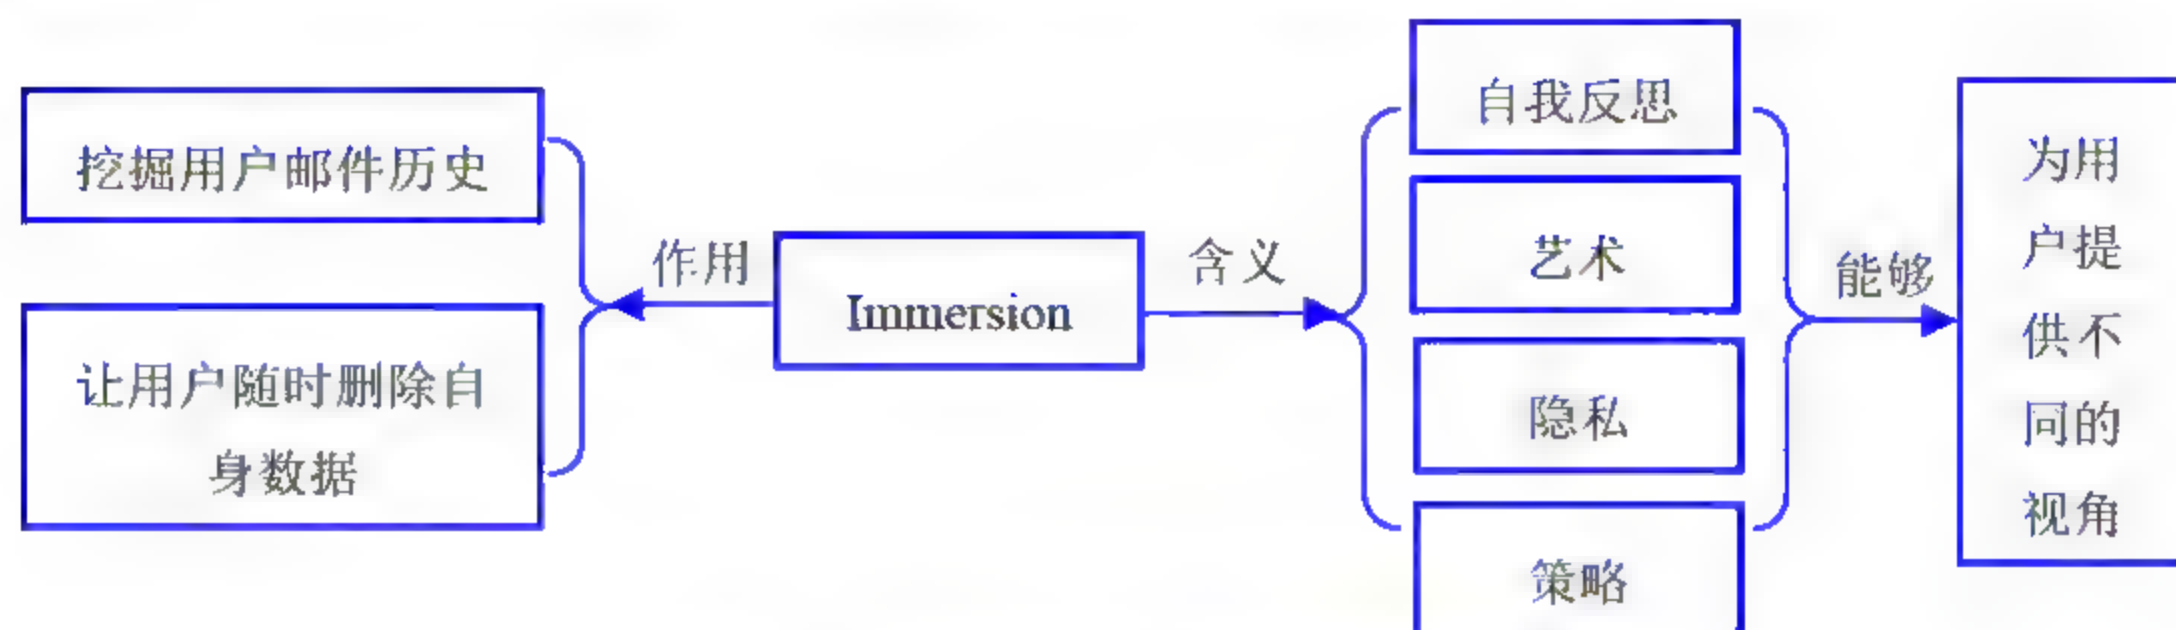 挖掘用户邮件历史
让用户随时删除自
身数据
作用
Immersion
含义
自我反思
艺术
隐私
策略
能够
为用
户提
供不
同的
视角